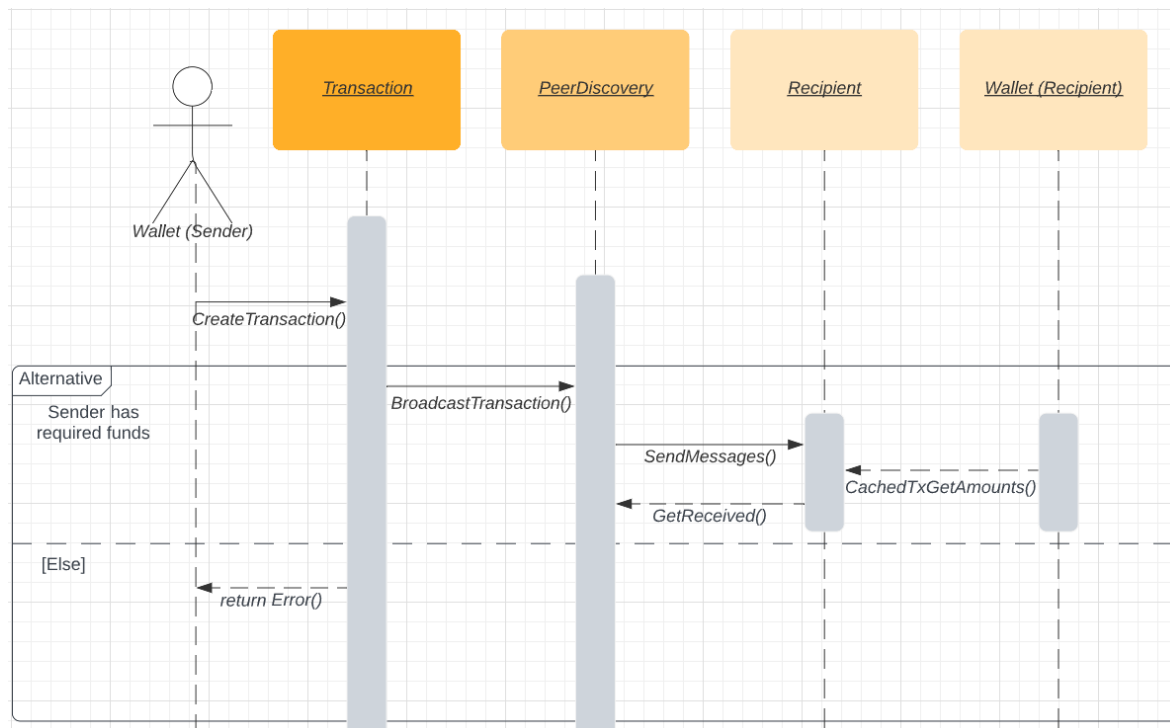 Transaction
PeerDiscovery
Recipient
Wallet (Recipient)
Wallet (Sender)
CreateTransaction()
Alternative
Sender has
required funds
BroadcastTransaction()
SendMessages()
CachedTxGetAmounts()
GetReceived()
[Else]
return Error()